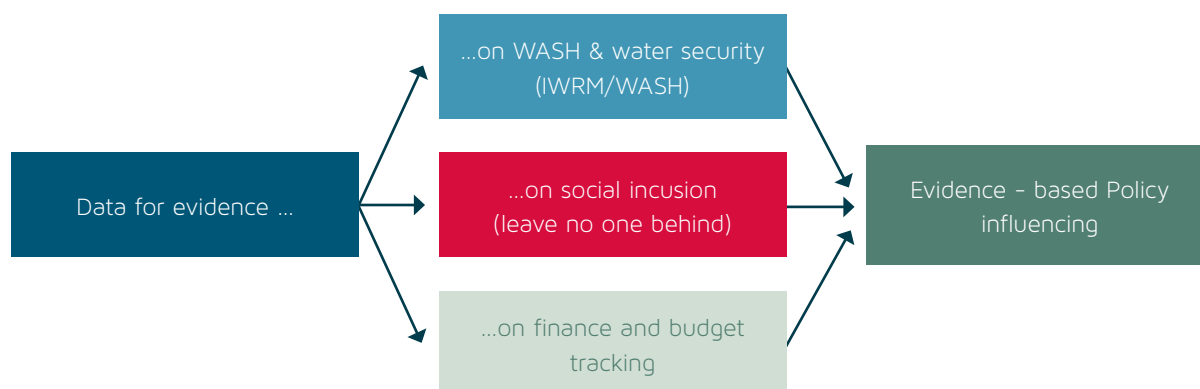 ...on WASH & water security
(IWRM/WASH)
Data for evidence ...
...on social incusion
(leave no one behind)
Evidence - based Policy
influencing
...on finance and budget
tracking